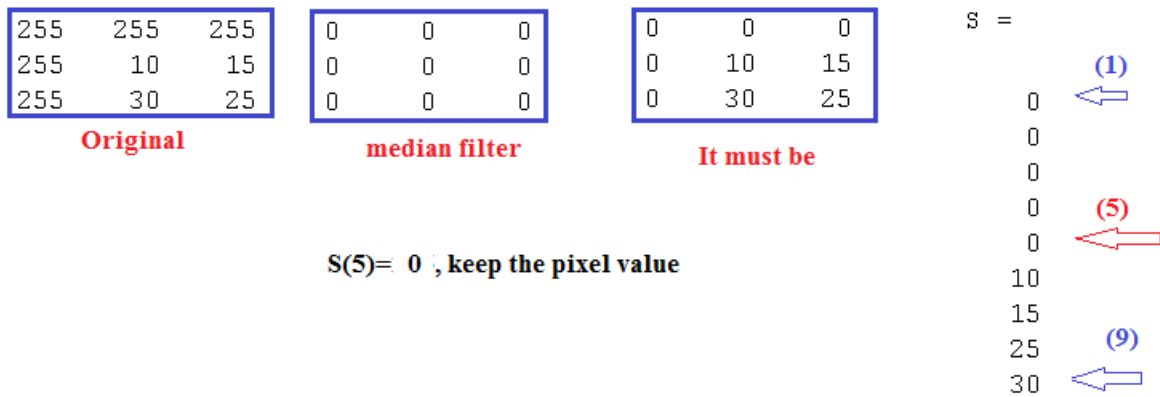 255 255 255
255 10 15
255 30 25
Original
0 0 0
0 0 0
0 0 0
median filter
0 0 0
0 10 15
0 30 25
It must be
S(5)= 0 , keep the pixel value
S =
(1)
0
0
0
0
(5)
0
10
15
25
(9)
30